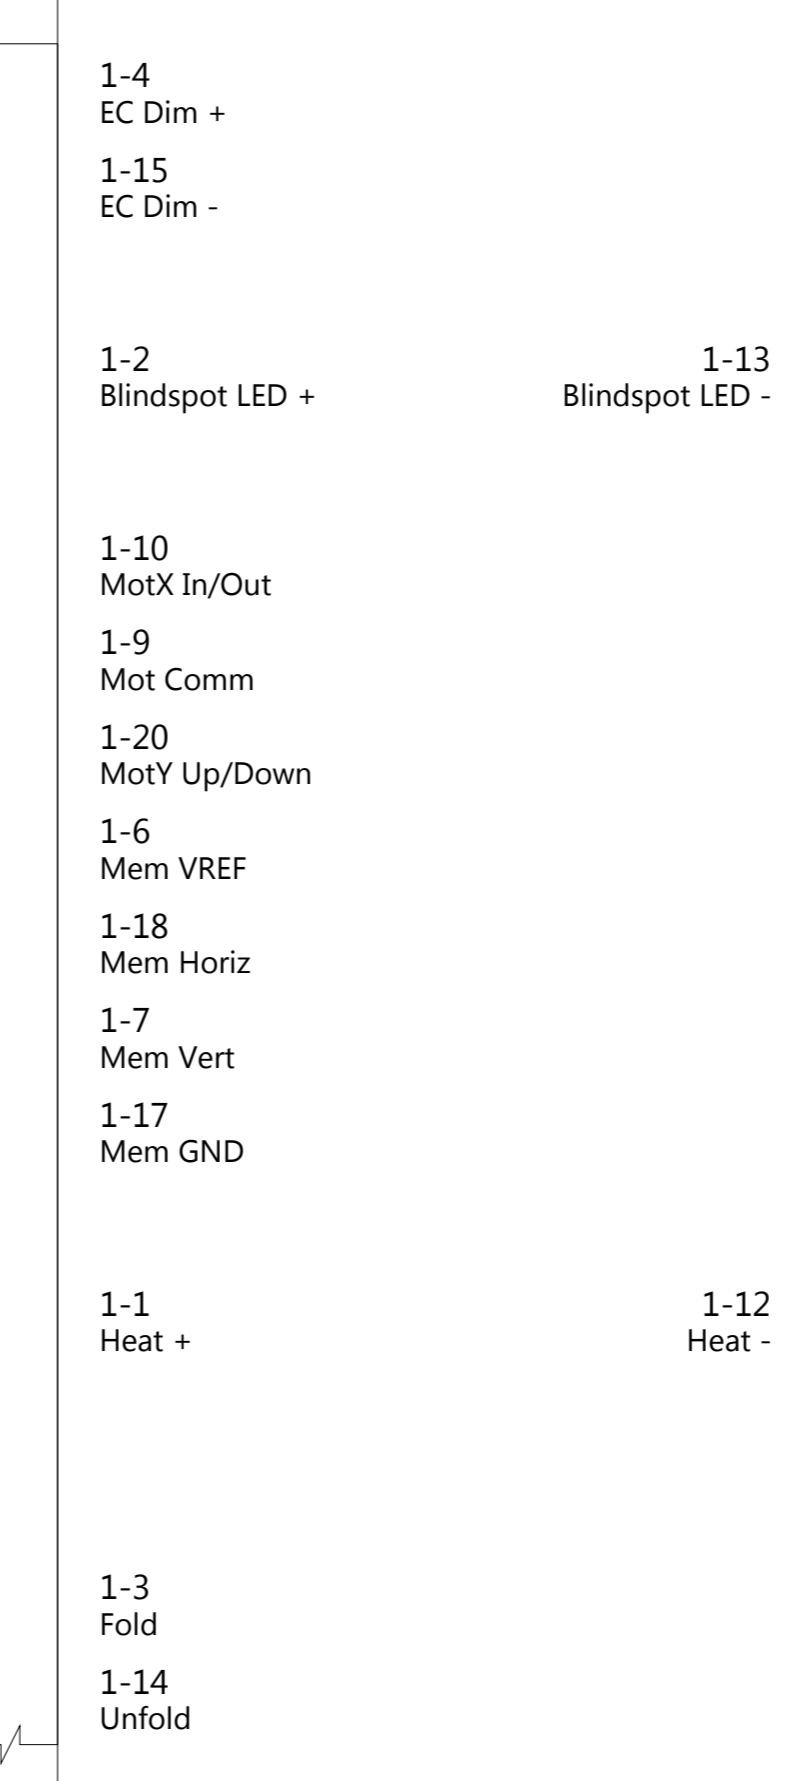 1-4
EC Dim +
1-15
EC Dim -
1-2
Blindspot LED +
1-13
Blindspot LED -
1-10
MotX In/Out
1-9
Mot Comm
1-20
MotY Up/Down
1-6
Mem VREF
1-18
Mem Horiz
1-7
Mem Vert
1-17
Mem GND
1-1
Heat +
1-12
Heat -
1-3
Fold
1-14
Unfold